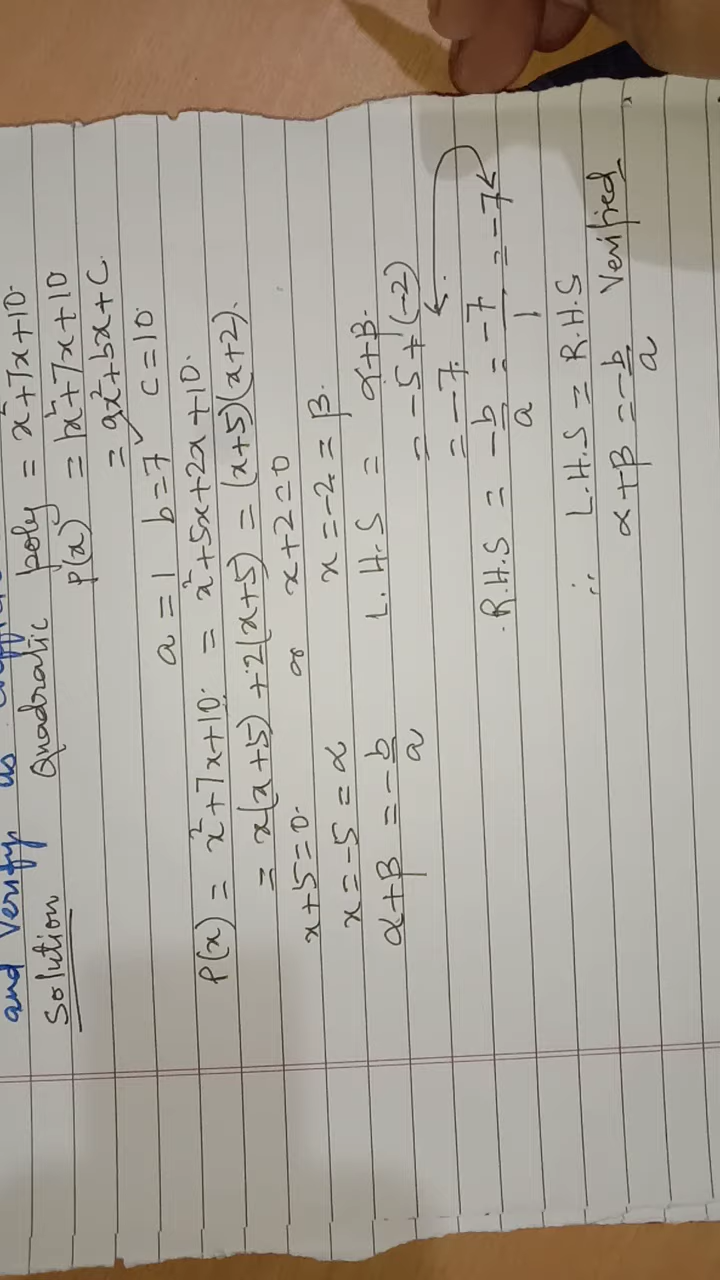 and Verify as
Solution Quadratic poly = x²+7x+10.
P(x) = 1x²+7x+10
= ax²+bx+C.
a=1 b=7 c=10.
P(x) = x²+7x+10. = x²+5x+2x+10.
= x(x+5)+2(x+5) = (x+5)(x+2).
x+5=0. or x+2=0
x=-5=α x=-2=β.
α+β = -b/a L.H.S = α+β.
= -5+(-2)
= -7.
R.H.S = -b/a = -7/1 = -7
∴ L.H.S = R.H.S
α+β = -b/a Verified